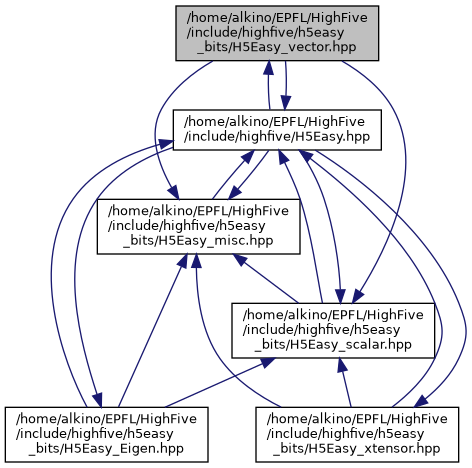 /home/alkino/EPFL/HighFive
/include/highfive/h5easy
_bits/H5Easy_vector.hpp
/home/alkino/EPFL/HighFive
/include/highfive/H5Easy.hpp
/home/alkino/EPFL/HighFive
/include/highfive/h5easy
_bits/H5Easy_misc.hpp
/home/alkino/EPFL/HighFive
/include/highfive/h5easy
_bits/H5Easy_scalar.hpp
/home/alkino/EPFL/HighFive
/include/highfive/h5easy
_bits/H5Easy_Eigen.hpp
/home/alkino/EPFL/HighFive
/include/highfive/h5easy
_bits/H5Easy_xtensor.hpp